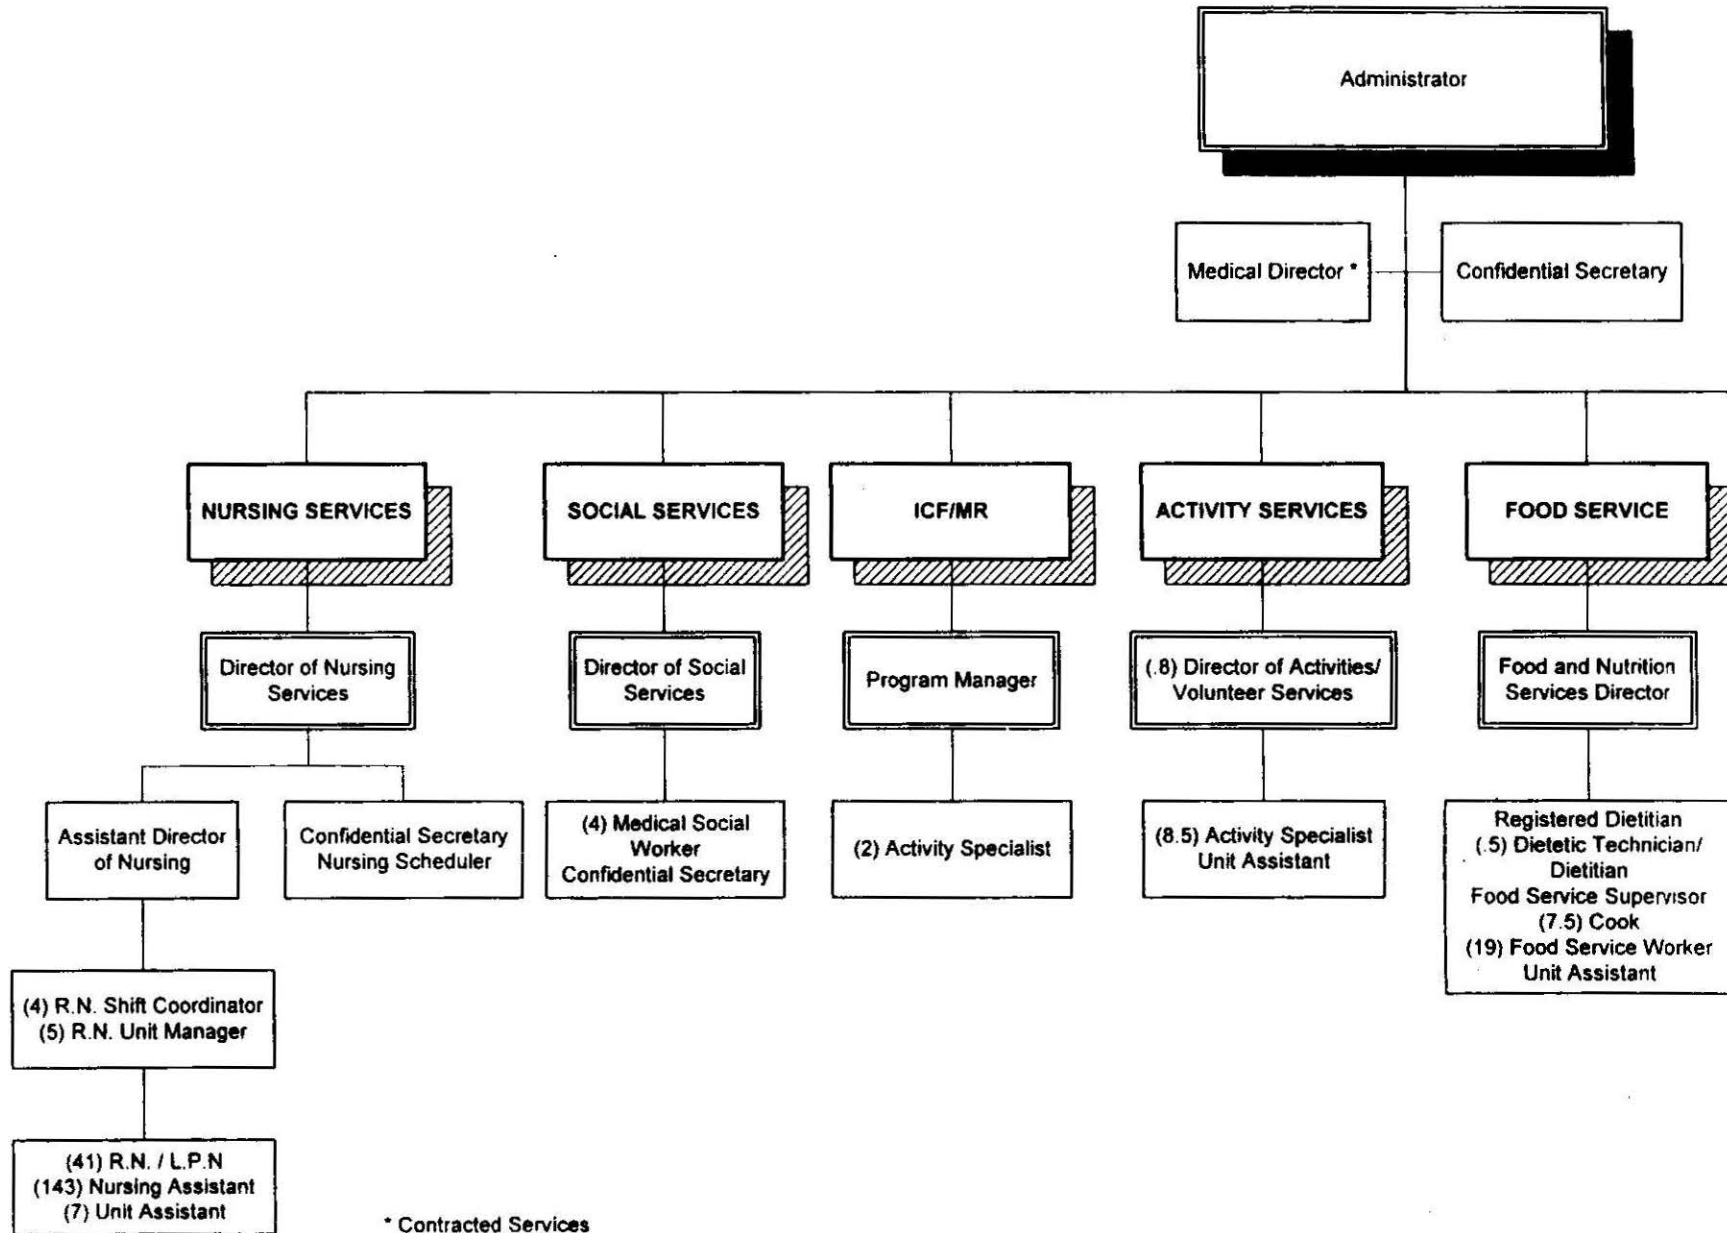 Administrator
Medical Director *
Confidential Secretary
NURSING SERVICES
SOCIAL SERVICES
ICF/MR
ACTIVITY SERVICES
FOOD SERVICE
Director of Nursing
Services
Director of Social
Services
Program Manager
(.8) Director of Activities/
Volunteer Services
Food and Nutrition
Services Director
Assistant Director
of Nursing
Confidential Secretary
Nursing Scheduler
(4) Medical Social
Worker
Confidential Secretary
(2) Activity Specialist
(8.5) Activity Specialist
Unit Assistant
Registered Dietitian
(.5) Dietetic Technician/
Dietitian
Food Service Supervisor
(7.5) Cook
(19) Food Service Worker
Unit Assistant
(4) R.N. Shift Coordinator
(5) R.N. Unit Manager
(41) R.N. / L.P.N
(143) Nursing Assistant
(7) Unit Assistant
* Contracted Services